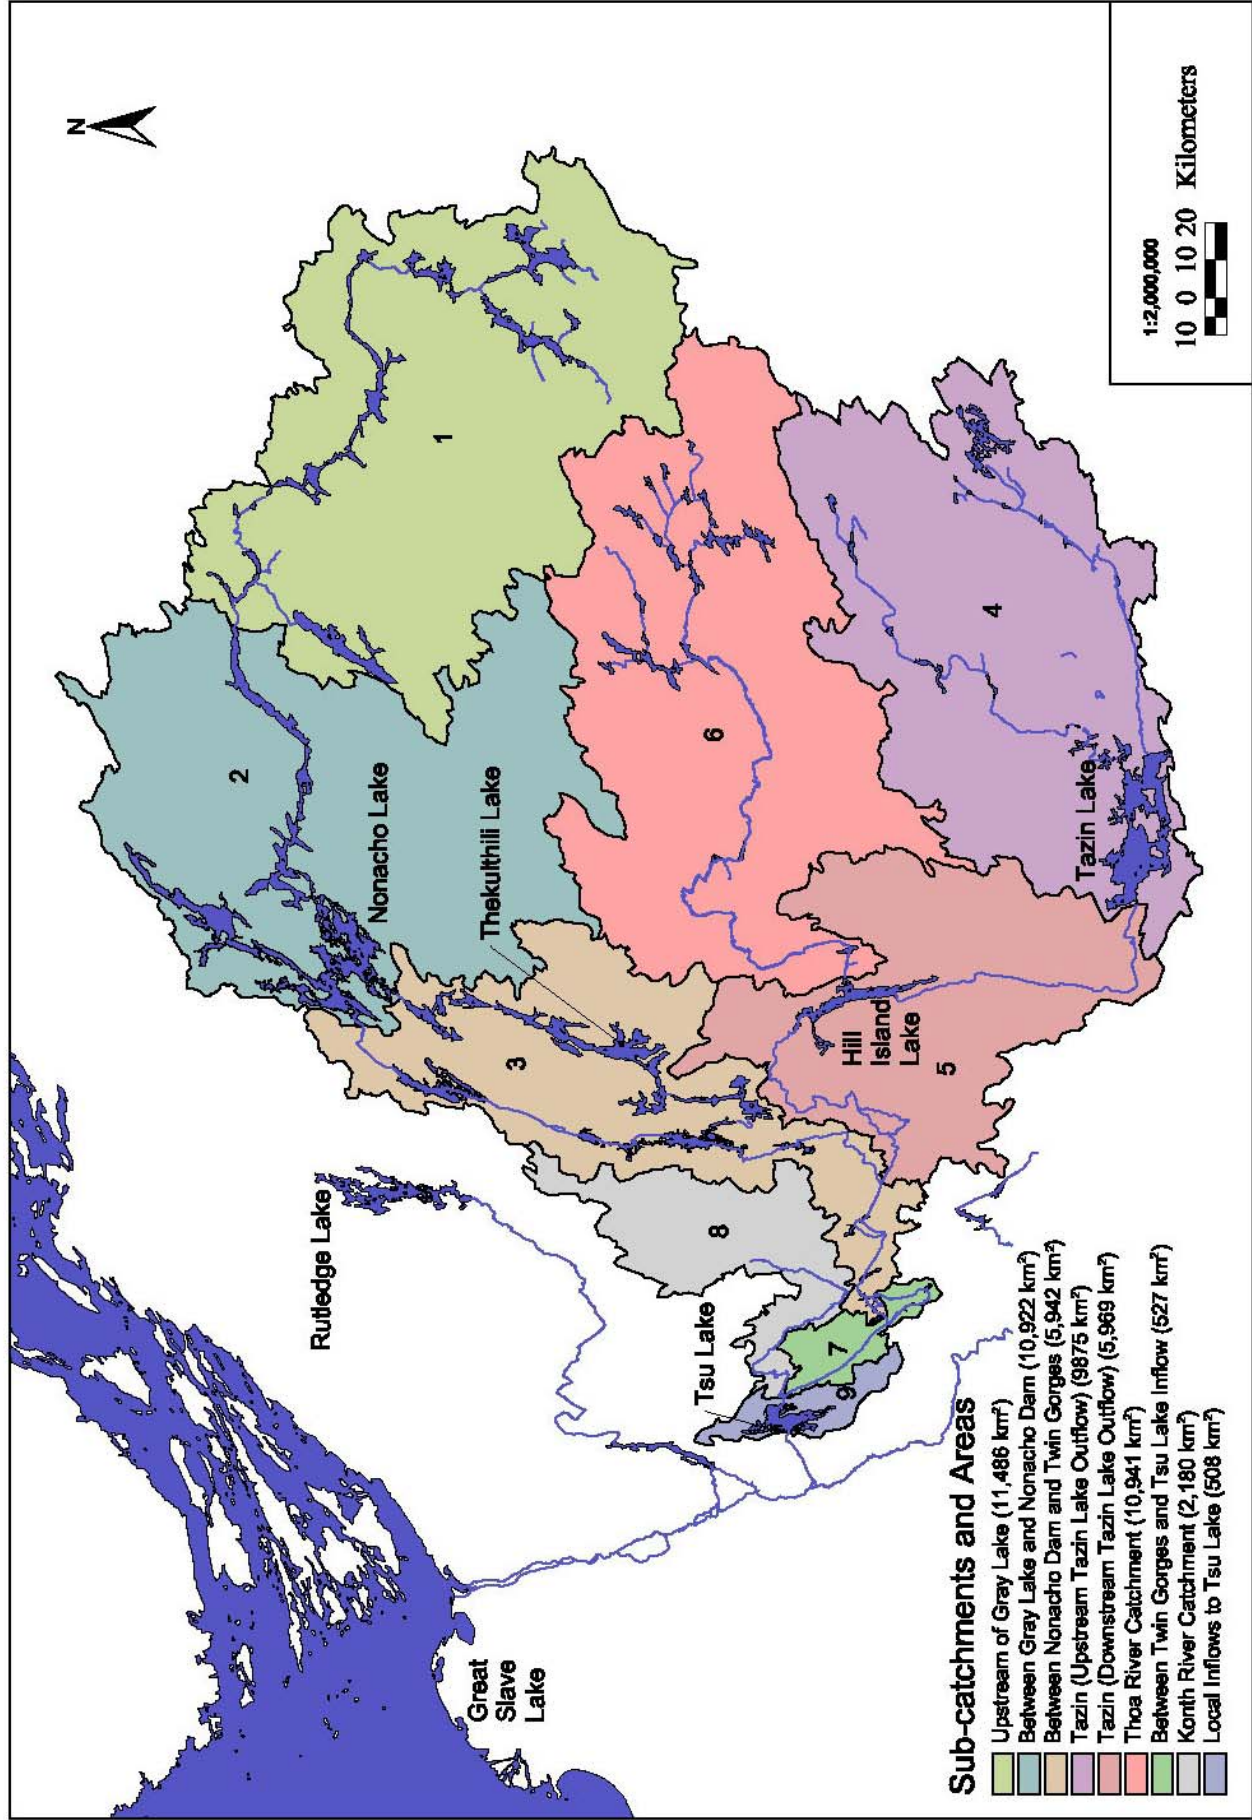 N
1
2
Nonacho Lake
Thekulthili Lake
3
Rutledge Lake
6
4
Tazin Lake
Hill
Island
Lake
5
8
Tsu Lake
7
9
Great
Slave
Lake
1:2,000,000
10 0 10 20 Kilometers
Sub-catchments and Areas
Upstream of Gray Lake (11,486 km²)
Between Gray Lake and Nonacho Dam (10,922 km²)
Between Nonacho Dam and Twin Gorges (5,942 km²)
Tazin (Upstream Tazin Lake Outflow) (9875 km²)
Tazin (Downstream Tazin Lake Outflow) (5,969 km²)
Thoa River Catchment (10,941 km²)
Between Twin Gorges and Tsu Lake Inflow (527 km²)
Konth River Catchment (2,180 km²)
Local Inflows to Tsu Lake (508 km²)